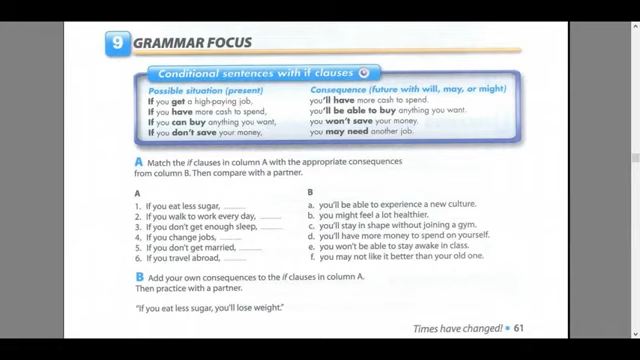 9 GRAMMAR FOCUS
Conditional sentences with if clauses
Possible situation (present) Consequence (future with will, may, or might)
If you get a high-paying job, you'll have more cash to spend.
If you have more cash to spend, you'll be able to buy anything you want.
If you can buy anything you want, you won't save your money.
If you don't save your money, you may need another job.
A Match the if clauses in column A with the appropriate consequences
from column B. Then compare with a partner.
A B
1. If you eat less sugar, ........ a. you'll be able to experience a new culture.
2. If you walk to work every day, ........ b. you might feel a lot healthier.
3. If you don't get enough sleep, ........ c. you'll stay in shape without joining a gym.
4. If you change jobs, ........ d. you'll have more money to spend on yourself.
5. If you don't get married, ........ e. you won't be able to stay awake in class.
6. If you travel abroad, ........ f. you may not like it better than your old one.
B Add your own consequences to the if clauses in column A.
Then practice with a partner.
"If you eat less sugar, you'll lose weight."
Times have changed! • 61